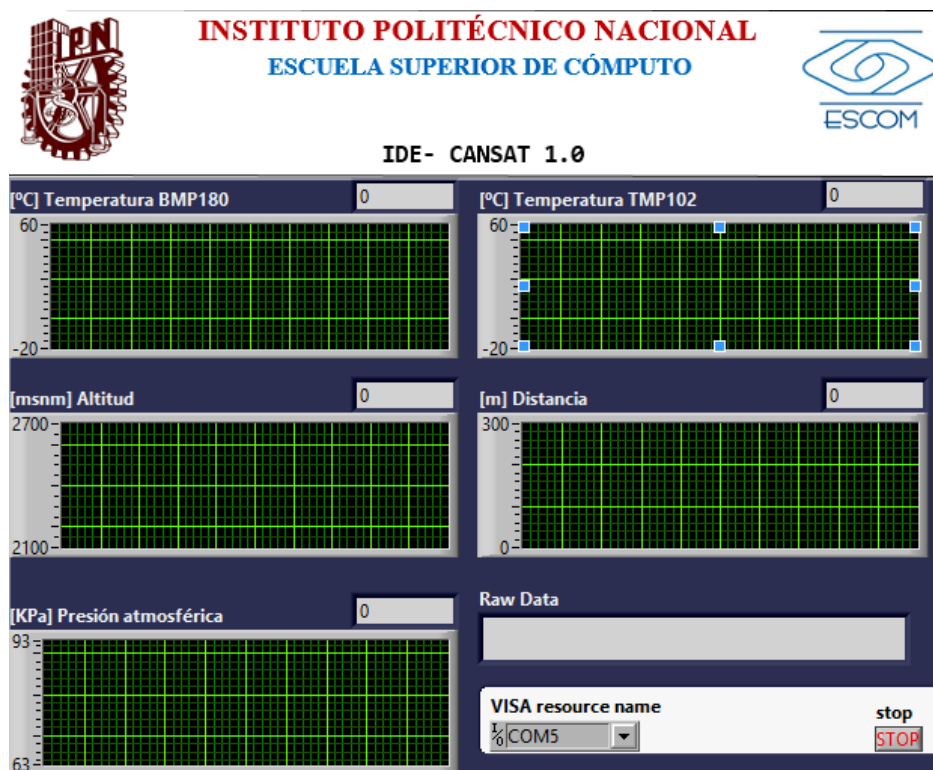 IPN
INSTITUTO POLITÉCNICO NACIONAL
ESCUELA SUPERIOR DE CÓMPUTO
ESCOM
IDE- CANSAT 1.0
[ºC] Temperatura BMP180
0
60
-20
[ºC] Temperatura TMP102
0
60
-20
[msnm] Altitud
0
2700
2100
[m] Distancia
0
300
0
[KPa] Presión atmosférica
0
93
63
Raw Data
VISA resource name
I/O COM5
stop
STOP